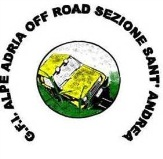 G.F.I. ALPE ADRIA OFF ROAD SEZIONE SANT' ANDREA